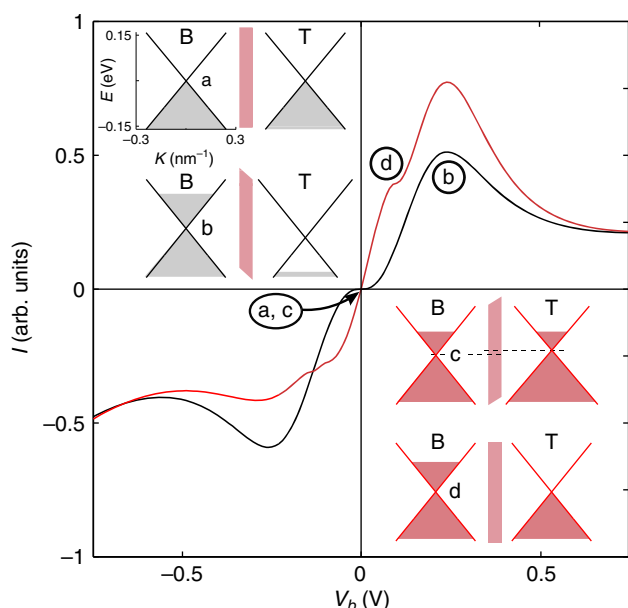 1
0.5
0
−0.5
−1
I (arb. units)
−0.5
0
0.5
V_b (V)
0.15
−0.15
E (eV)
−0.3
0.3
K (nm⁻¹)
B
T
a
B
T
b
d
b
a, c
B
T
c
B
T
d